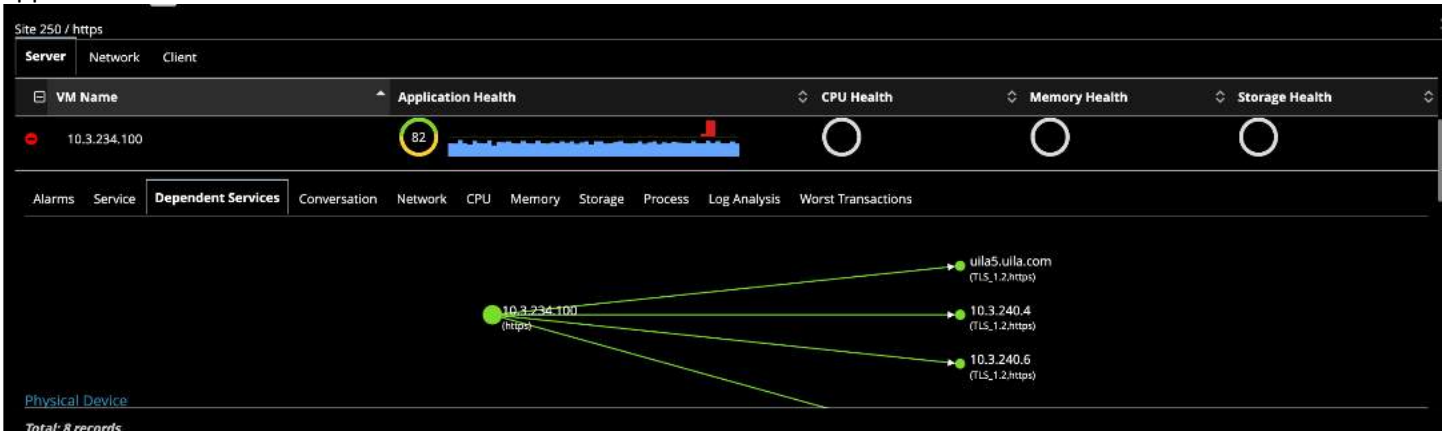 Site 250 / https
Server Network Client
VM Name Application Health CPU Health Memory Health Storage Health
10.3.234.100 82
Alarms Service Dependent Services Conversation Network CPU Memory Storage Process Log Analysis Worst Transactions
uila5.uila.com
(TLS_1.2,https)
10.3.234.100
(https)
10.3.240.4
(TLS_1.2,https)
10.3.240.6
(TLS_1.2,https)
Physical Device
Total: 8 records